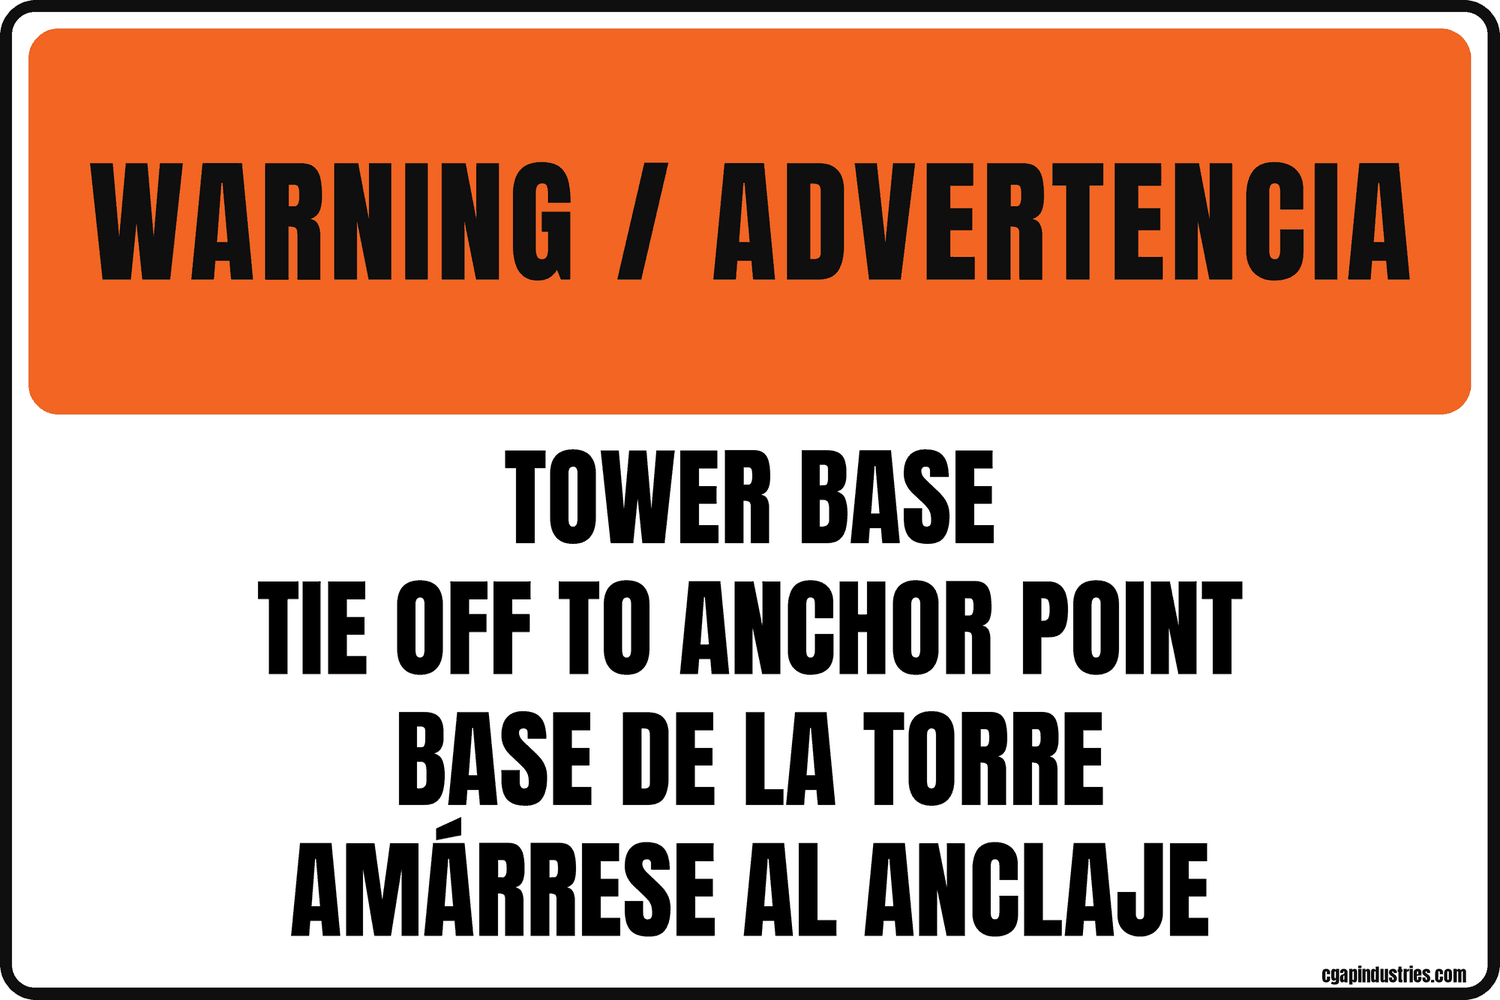 WARNING / ADVERTENCIA
TOWER BASE
TIE OFF TO ANCHOR POINT
BASE DE LA TORRE
AMÁRRESE AL ANCLAJE
cgapindustries.com